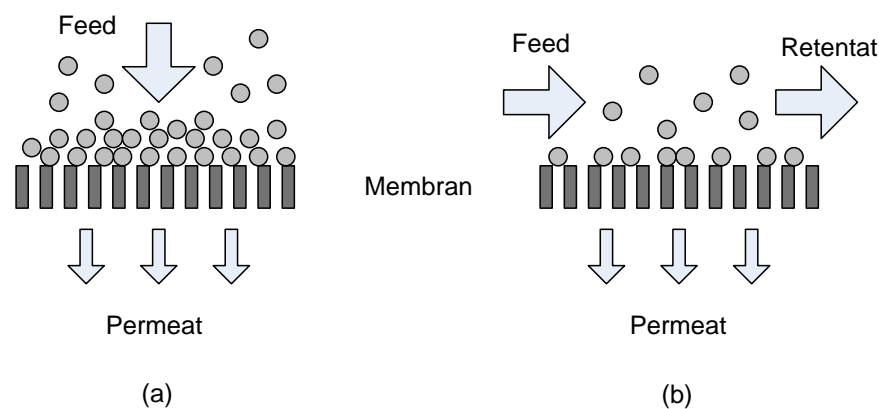 Feed
Feed
Retentat
Membran
Permeat
Permeat
(a)
(b)